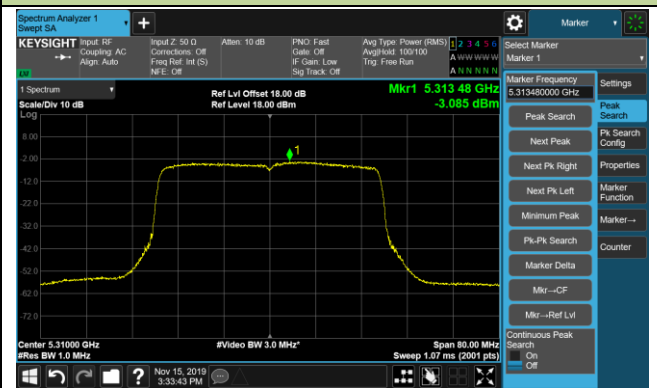 Spectrum Analyzer 1
Swept SA
+
Marker
KEYSIGHT
Input: RF
Coupling: AC
Align: Auto
Input Z: 50 Ω
Corrections: Off
Freq Ref: Int (S)
NFE: Off
Atten: 10 dB
PNO: Fast
Gate: Off
IF Gain: Low
Sig Track: Off
Avg Type: Power (RMS)
Avg|Hold: 100/100
Trig: Free Run
1 2 3 4 5 6
A W W W W W
A N N N N N
Select Marker
Marker 1
1 Spectrum
Scale/Div 10 dB
Log
Ref Lvl Offset 18.00 dB
Ref Level 18.00 dBm
Mkr1 5.313 48 GHz
-3.085 dBm
8.00
-2.00
-12.0
-22.0
-32.0
-42.0
-52.0
-62.0
-72.0
1
Center 5.31000 GHz
#Res BW 1.0 MHz
#Video BW 3.0 MHz*
Span 80.00 MHz
Sweep 1.07 ms (2001 pts)
Marker Frequency
5.313480000 GHz
Peak Search
Next Peak
Next Pk Right
Next Pk Left
Minimum Peak
Pk-Pk Search
Marker Delta
Mkr→CF
Mkr→Ref Lvl
Continuous Peak
Search
On
Off
Settings
Peak
Search
Pk Search
Config
Properties
Marker
Function
Marker→
Counter
?
Nov 15, 2019
3:33:43 PM